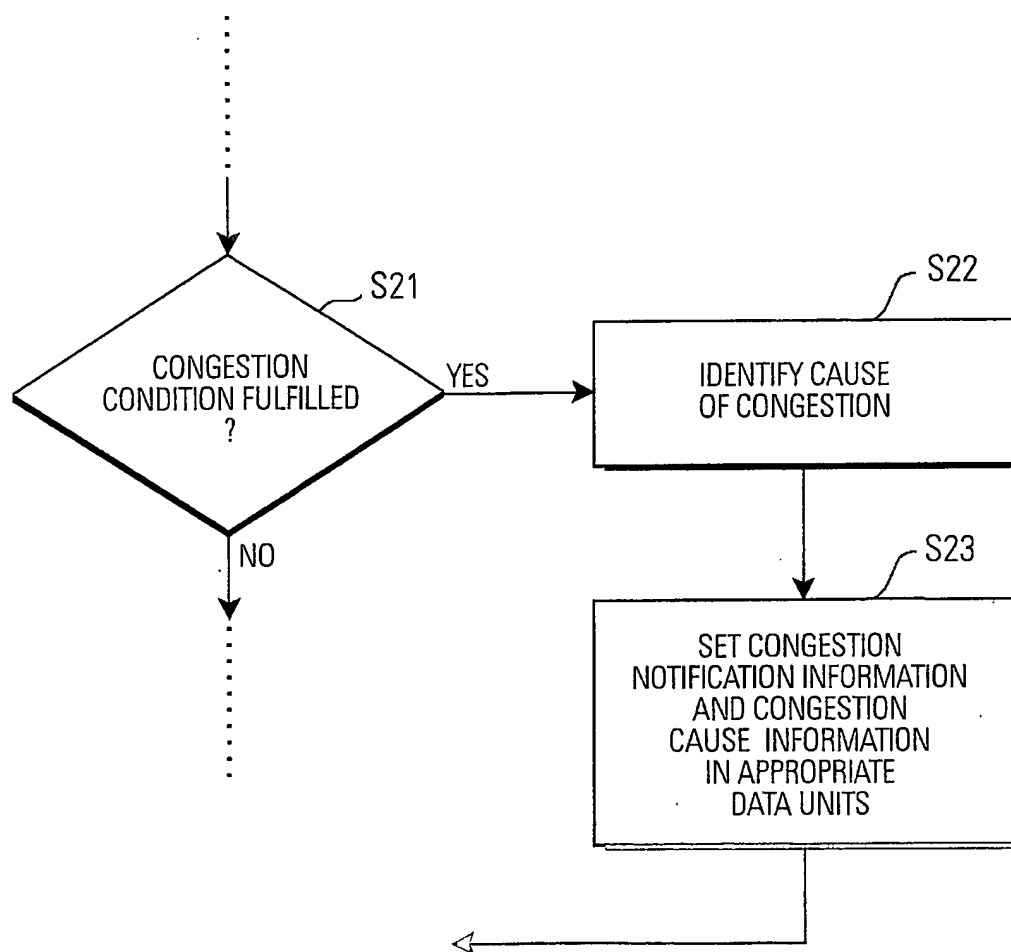 S21
CONGESTION
CONDITION FULFILLED
?
YES
NO
S22
IDENTIFY CAUSE
OF CONGESTION
S23
SET CONGESTION
NOTIFICATION INFORMATION
AND CONGESTION
CAUSE INFORMATION
IN APPROPRIATE
DATA UNITS